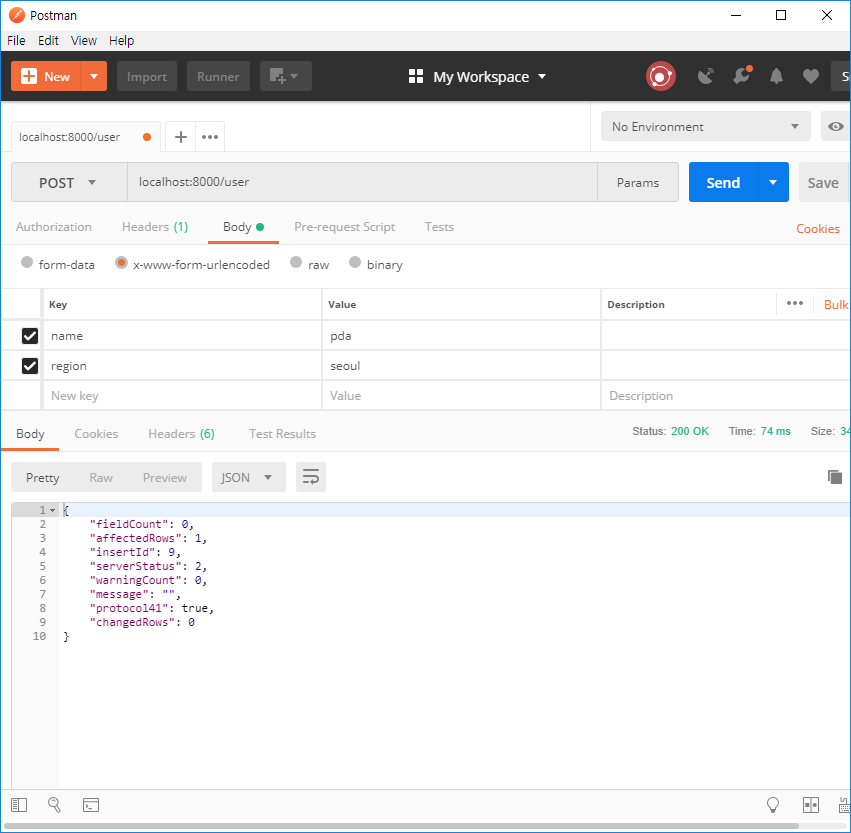 Postman
File Edit View Help
New Import Runner My Workspace
localhost:8000/user No Environment
POST localhost:8000/user Params Send Save
Authorization Headers (1) Body Pre-request Script Tests Cookies
form-data x-www-form-urlencoded raw binary
Key Value Description Bulk
name pda
region seoul
New key Value Description
Body Cookies Headers (6) Test Results Status: 200 OK Time: 74 ms Size: 34
Pretty Raw Preview JSON
1 {
2 "fieldCount": 0,
3 "affectedRows": 1,
4 "insertId": 9,
5 "serverStatus": 2,
6 "warningCount": 0,
7 "message": "",
8 "protocol41": true,
9 "changedRows": 0
10 }